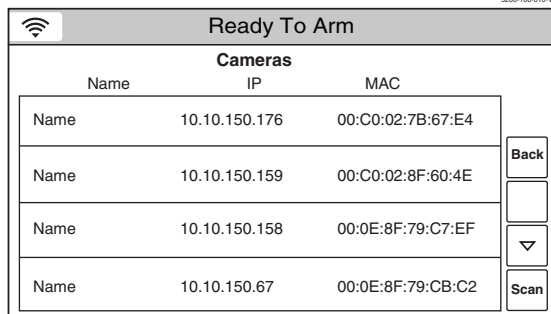 Ready To Arm
Cameras
Name IP MAC
Name 10.10.150.176 00:C0:02:7B:67:E4
Back
Name 10.10.150.159 00:C0:02:8F:60:4E
Name 10.10.150.158 00:0E:8F:79:C7:EF
Name 10.10.150.67 00:0E:8F:79:CB:C2
Scan